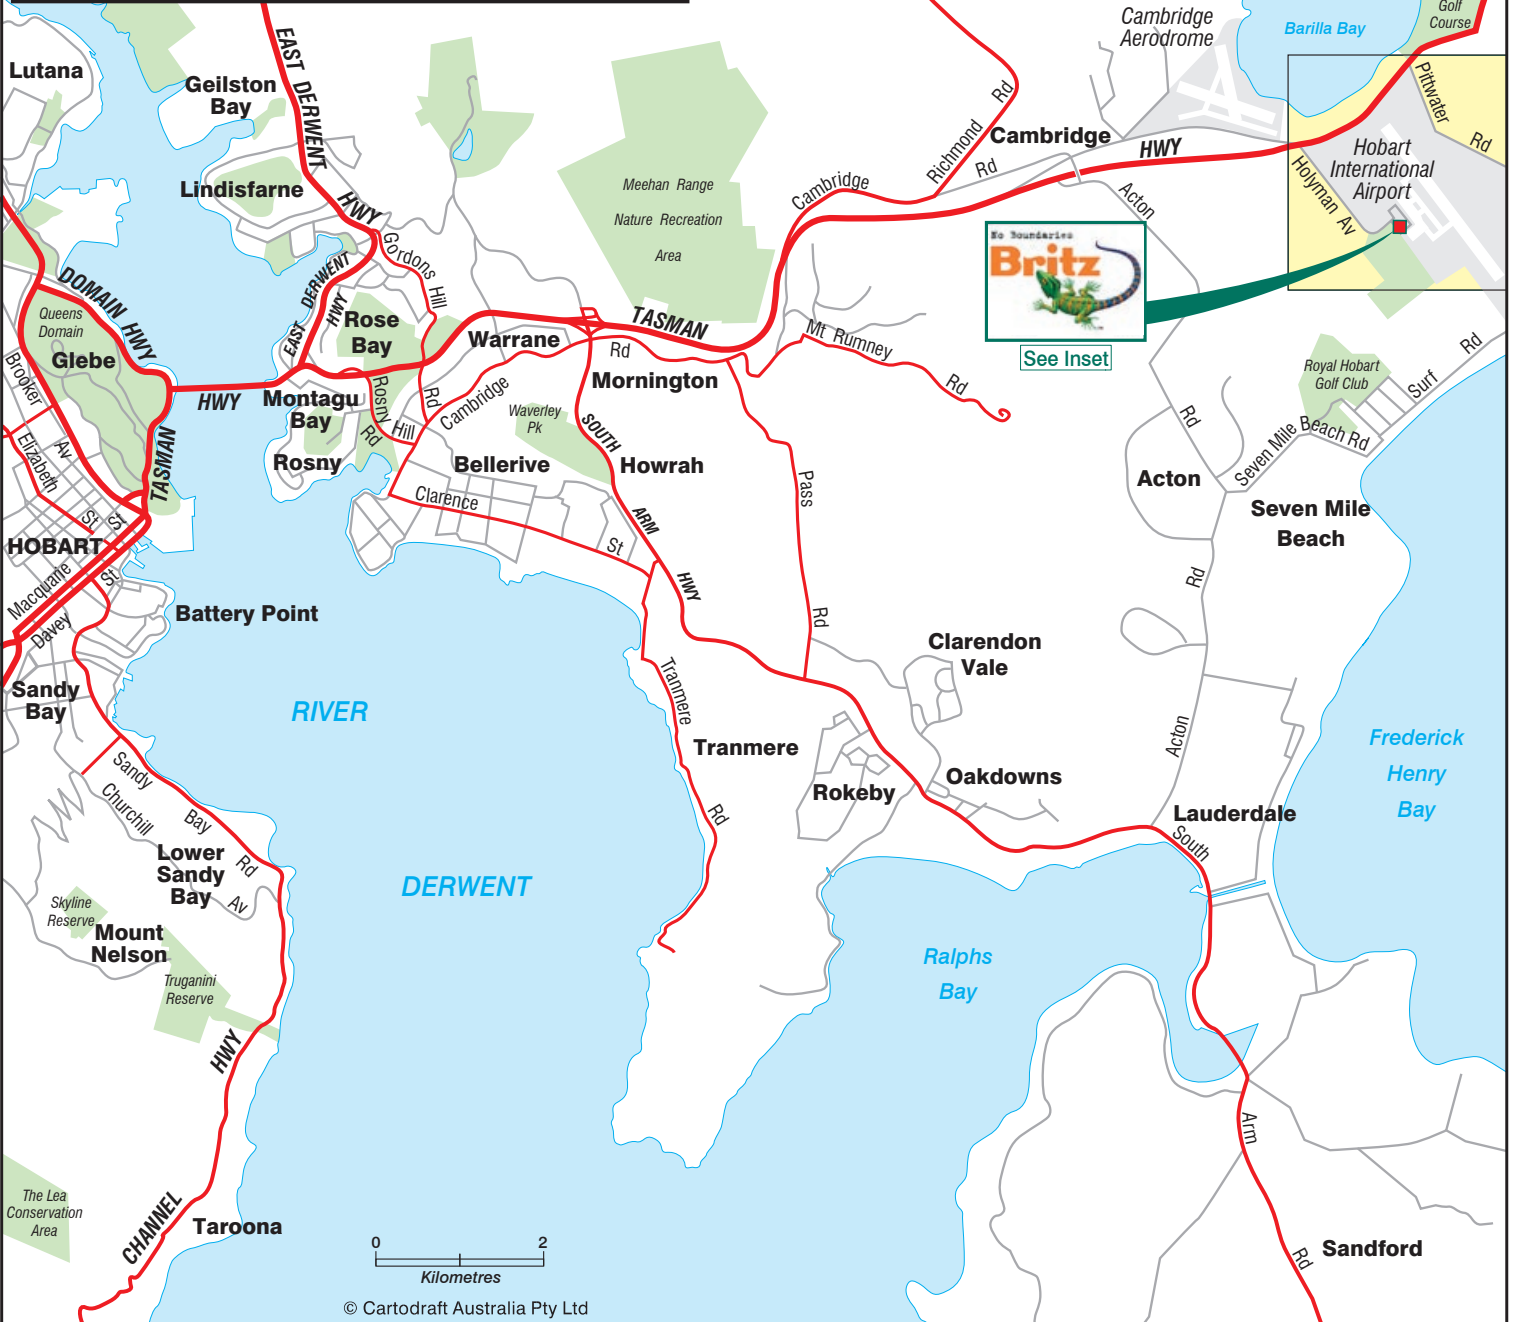 Lutana
Geilston
Bay
EAST DERWENT
HWY
Lindisfarne
Cambridge
Aerodrome
Barilla Bay
Golf
Course
Pittwater
Rd
Hobart
International
Airport
Holyman Av
Cambridge
HWY
Richmond
Rd
Cambridge
Rd
Acton
Meehan Range
Nature Recreation
Area
No Boundaries
Britz
See Inset
DOMAIN HWY
Queens
Domain
Glebe
Brooker
Av
EAST
DERWENT
HWY
Gordons
Hill
Rd
Rose
Bay
Warrane
TASMAN
Rd
Mornington
Mt Rumney
Rd
HWY
Montagu
Bay
Rosny
Hill
Rd
Rosny
Cambridge
Waverley
Pk
SOUTH
ARM
HWY
Howrah
Bellerive
Clarence
St
Pass
Rd
Royal Hobart
Golf Club
Surf
Rd
Seven Mile Beach Rd
Rd
Acton
Seven Mile
Beach
Elizabeth
St
St
TASMAN
HOBART
Macquarie
St
Davey
Battery Point
Sandy
Bay
RIVER
DERWENT
Tranmere
Rd
Tranmere
Clarendon
Vale
Rokeby
Oakdowns
Rd
Acton
Lauderdale
South
Frederick
Henry
Bay
Sandy
Bay
Rd
Churchill
Av
Lower
Sandy
Bay
Skyline
Reserve
Mount
Nelson
Truganini
Reserve
HWY
CHANNEL
Ralphs
Bay
Arm
Rd
Sandford
The Lea
Conservation
Area
Taroona
0 2
Kilometres
© Cartodraft Australia Pty Ltd